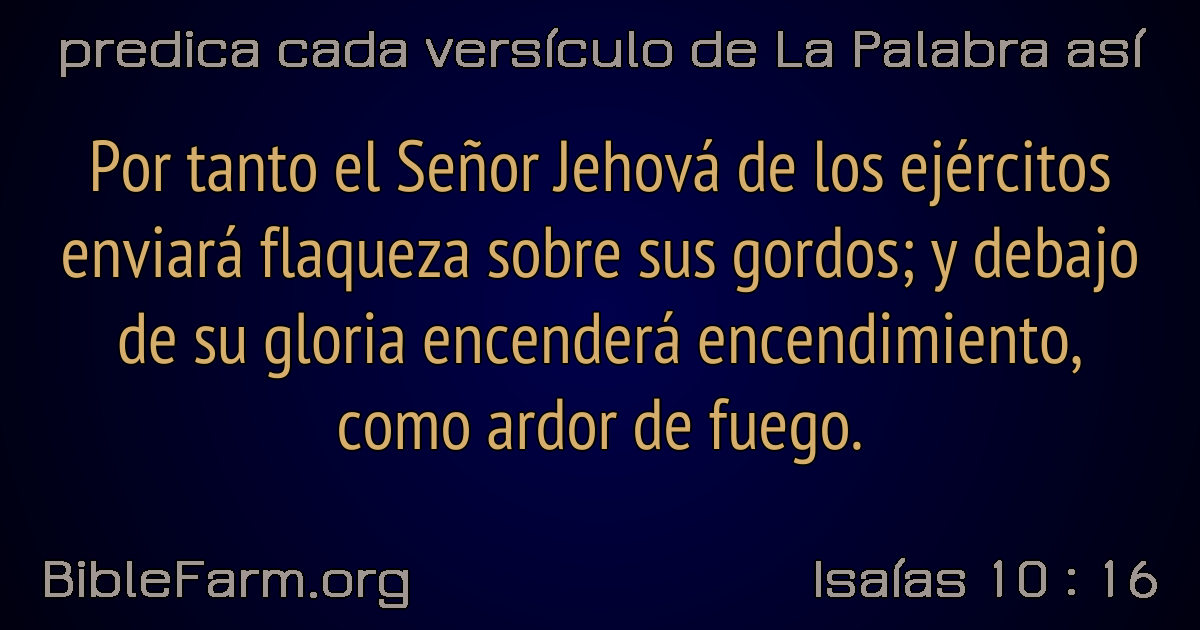 predica cada versículo de La Palabra así
Por tanto el Señor Jehová de los ejércitos
enviará flaqueza sobre sus gordos; y debajo
de su gloria encenderá encendimiento,
como ardor de fuego.
BibleFarm.org
Isaías 10 : 16